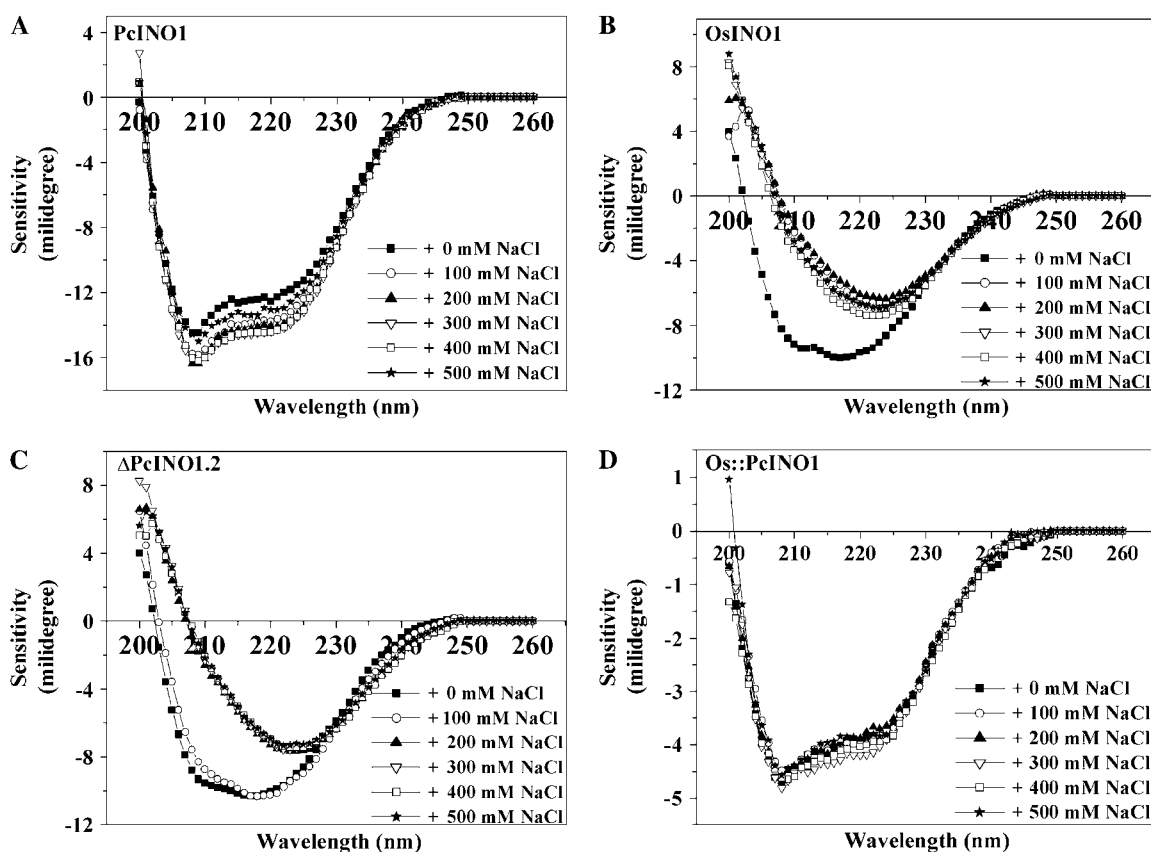 A
PcINO1
4
0
-4
-8
-12
-16
200 210 220 230 240 250 260
Sensitivity
(milidegree)
Wavelength (nm)
+ 0 mM NaCl
+ 100 mM NaCl
+ 200 mM NaCl
+ 300 mM NaCl
+ 400 mM NaCl
+ 500 mM NaCl
B
OsINO1
8
4
0
-4
-8
-12
200 210 220 230 240 250 260
Sensitivity
(milidegree)
Wavelength (nm)
+ 0 mM NaCl
+ 100 mM NaCl
+ 200 mM NaCl
+ 300 mM NaCl
+ 400 mM NaCl
+ 500 mM NaCl
C
ΔPcINO1.2
8
4
0
-4
-8
-12
200 210 220 230 240 250 260
Sensitivity
(milidegree)
Wavelength (nm)
+ 0 mM NaCl
+ 100 mM NaCl
+ 200 mM NaCl
+ 300 mM NaCl
+ 400 mM NaCl
+ 500 mM NaCl
D
Os::PcINO1
1
0
-1
-2
-3
-4
-5
200 210 220 230 240 250 260
Sensitivity
(milidegree)
Wavelength (nm)
+ 0 mM NaCl
+ 100 mM NaCl
+ 200 mM NaCl
+ 300 mM NaCl
+ 400 mM NaCl
+ 500 mM NaCl